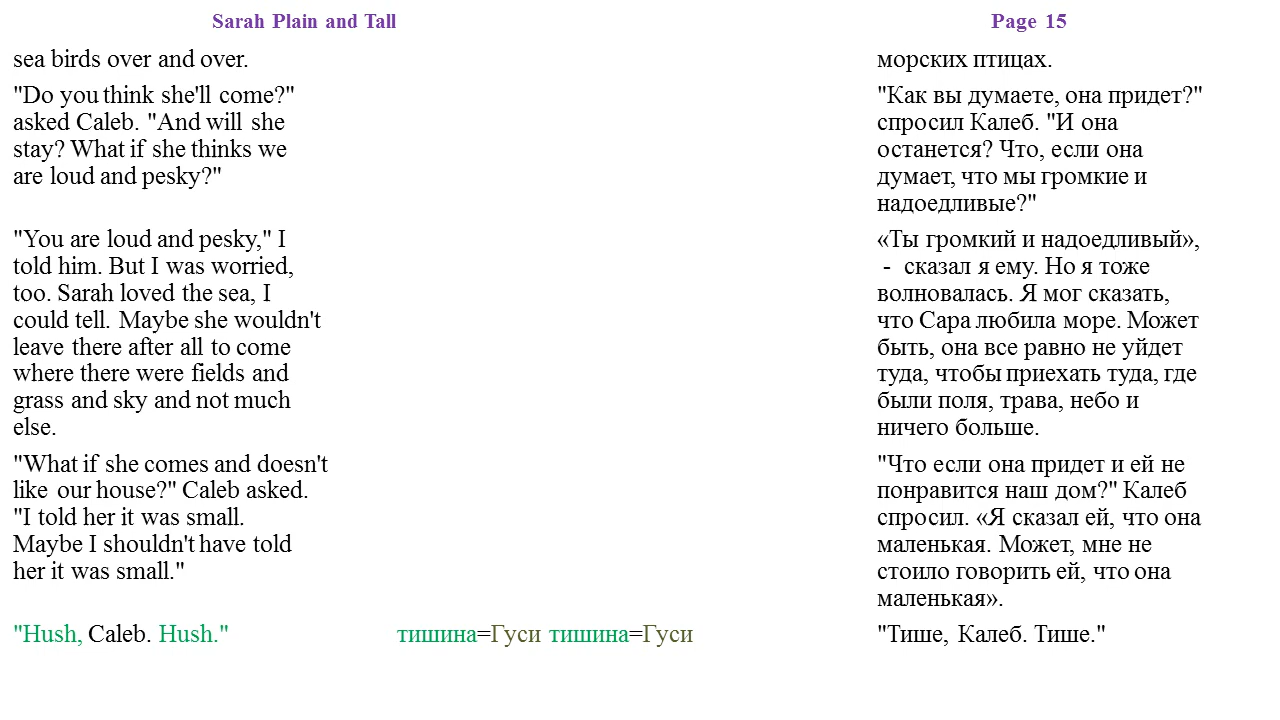 Sarah Plain and Tall
Page 15
sea birds over and over.
"Do you think she'll come?"
asked Caleb. "And will she
stay? What if she thinks we
are loud and pesky?"
"You are loud and pesky," I
told him. But I was worried,
too. Sarah loved the sea, I
could tell. Maybe she wouldn't
leave there after all to come
where there were fields and
grass and sky and not much
else.
"What if she comes and doesn't
like our house?" Caleb asked.
"I told her it was small.
Maybe I shouldn't have told
her it was small."
"Hush, Caleb. Hush."
тишина=Гуси тишина=Гуси
морских птицах.
"Как вы думаете, она придет?"
спросил Калеб. "И она
останется? Что, если она
думает, что мы громкие и
надоедливые?"
«Ты громкий и надоедливый»,
- сказал я ему. Но я тоже
волновалась. Я мог сказать,
что Сара любила море. Может
быть, она все равно не уйдет
туда, чтобы приехать туда, где
были поля, трава, небо и
ничего больше.
"Что если она придет и ей не
понравится наш дом?" Калеб
спросил. «Я сказал ей, что она
маленькая. Может, мне не
стоило говорить ей, что она
маленькая».
"Тише, Калеб. Тише."